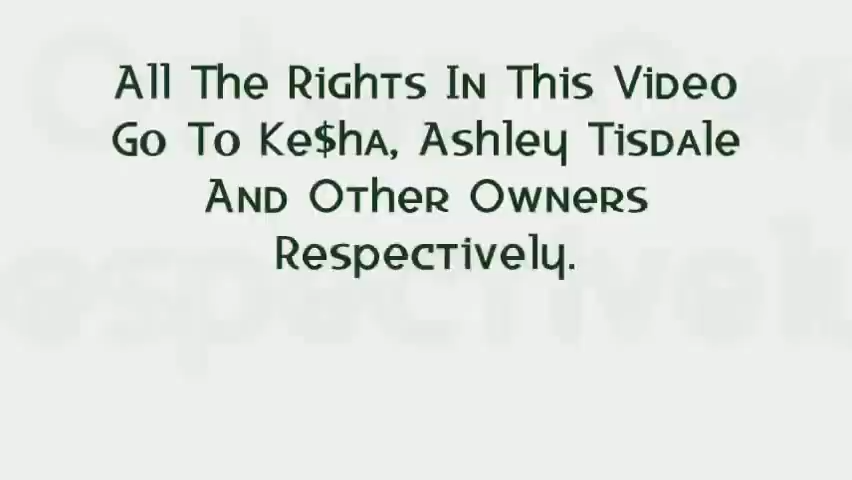 All The Rights In This Video
Go To Ke$ha, Ashley Tisdale
And Other Owners
Respectively.